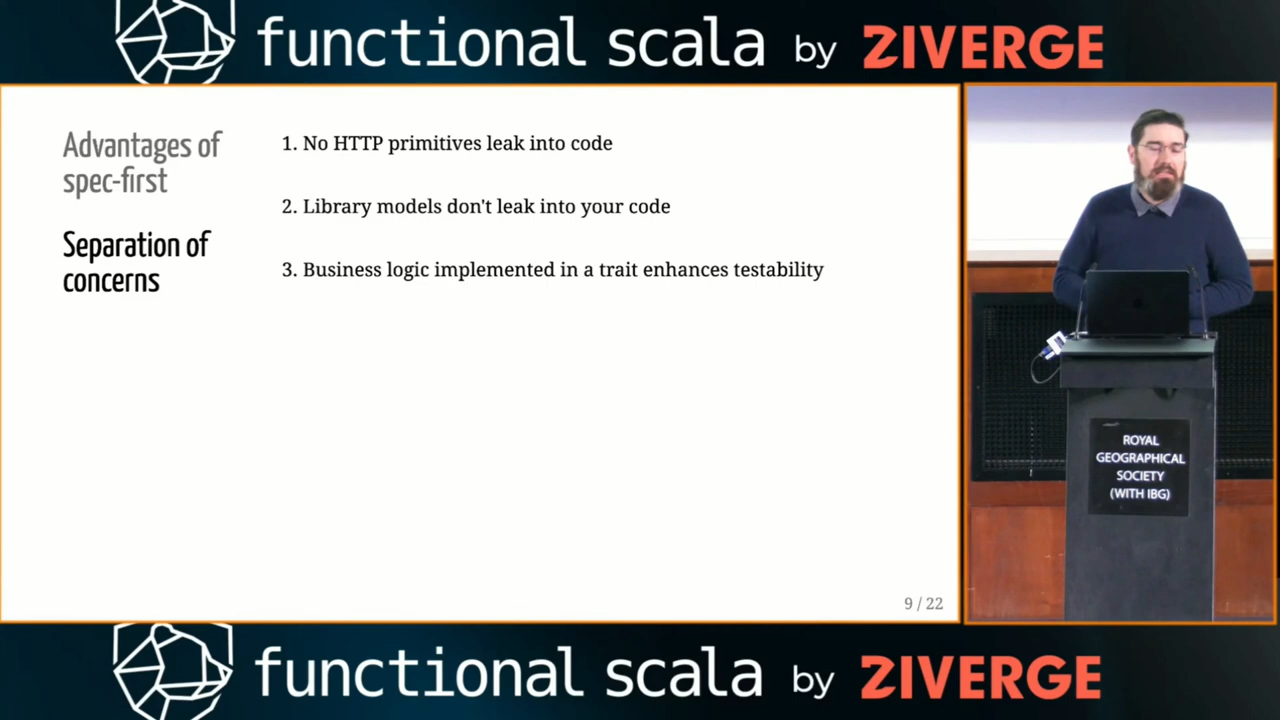 functional scala by ZIVERGE
Advantages of
spec-first
Separation of
concerns
1. No HTTP primitives leak into code
2. Library models don't leak into your code
3. Business logic implemented in a trait enhances testability
9 / 22
ROYAL
GEOGRAPHICAL
SOCIETY
(WITH IBG)
functional scala by ZIVERGE